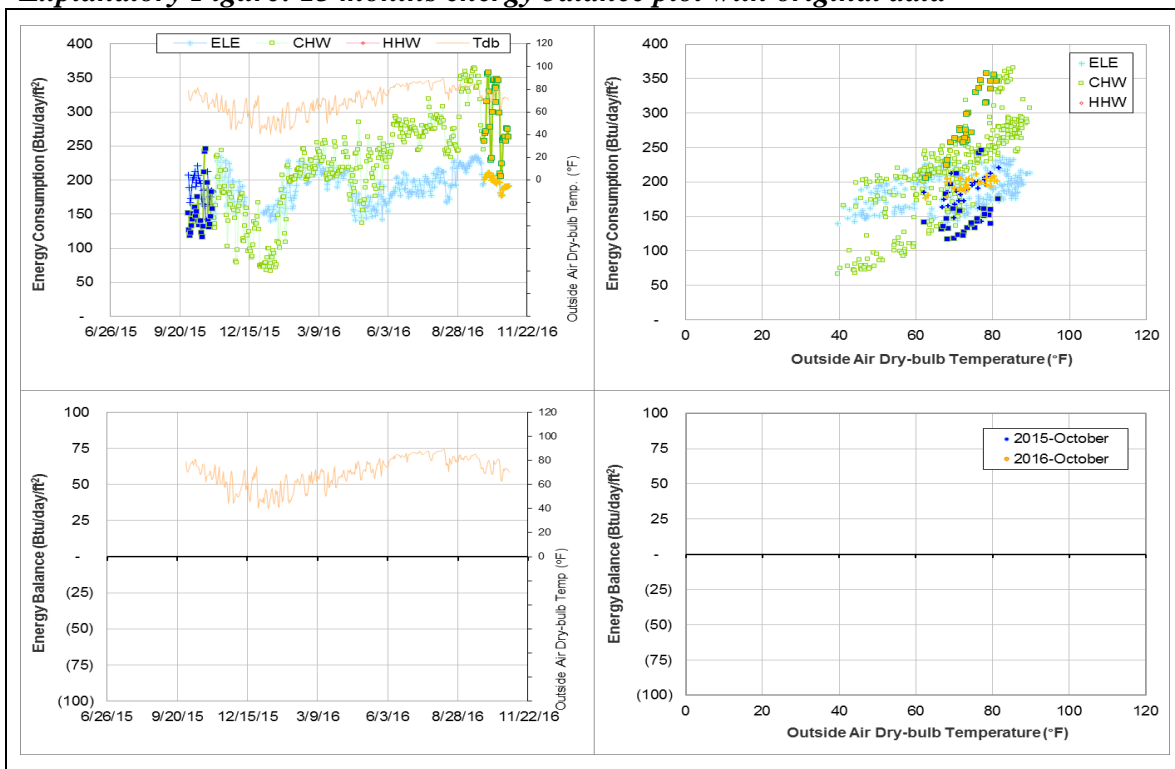 Explanatory Figure: 13 months energy balance plot with original data
ELE CHW HHW Tdb
400
350
300
250
200
150
100
50
-
Energy Consumption (Btu/day/ft²)
120
100
80
60
40
20
0
Outside Air Dry-bulb Temp. (°F)
6/26/15 9/20/15 12/15/15 3/9/16 6/3/16 8/28/16 11/22/16
400
350
300
250
200
150
100
50
-
Energy Consumption (Btu/day/ft²)
ELE
CHW
HHW
0 20 40 60 80 100 120
Outside Air Dry-bulb Temperature (°F)
100
75
50
25
-
(25)
(50)
(75)
(100)
Energy Balance (Btu/day/ft²)
120
100
80
60
40
20
0
Outside Air Dry-bulb Temp (°F)
6/26/15 9/20/15 12/15/15 3/9/16 6/3/16 8/28/16 11/22/16
100
75
50
25
-
(25)
(50)
(75)
(100)
Energy Balance (Btu/day/ft²)
2015-October
2016-October
0 20 40 60 80 100 120
Outside Air Dry-bulb Temperature (°F)